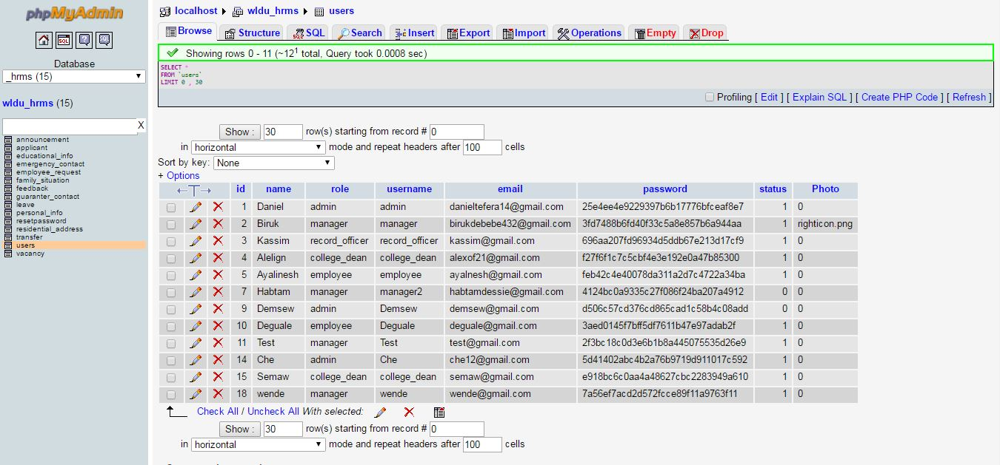 phpMyAdmin
Database
_hrms (15)
wldu_hrms (15)
X
announcement
applicant
educational_info
emergency_contact
employee_request
family_situation
feedback
guaranter_contact
leave
personal_info
resetpassword
residential_address
transfer
users
vacancy
localhost wldu_hrms users
Browse Structure SQL Search Insert Export Import Operations Empty Drop
Showing rows 0 - 11 (~12¹ total, Query took 0.0008 sec)
SELECT *
FROM `users`
LIMIT 0 , 30
Profiling [ Edit ] [ Explain SQL ] [ Create PHP Code ] [ Refresh ]
Show : 30 row(s) starting from record # 0
in horizontal mode and repeat headers after 100 cells
Sort by key: None
+ Options
←T→ id name role username email password status Photo
1 Daniel admin admin danieltefera14@gmail.com 25e4ee4e9229397b6b17776bfceaf8e7 1 0
2 Biruk manager manager birukdebebe432@gmail.com 3fd7488b6fd40f33c5a8e857b6a944aa 1 righticon.png
3 Kassim record_officer record_officer kassim@gmail.com 696aa207fd96934d5ddb67e213d17cf9 1 0
4 Alelign college_dean college_dean alexof21@gmail.com f27f6f1c7c5cbf4e3e192e0a47b85300 1 0
5 Ayalinesh employee employee ayalnesh@gmail.com feb42c4e40078da311a2d7c4722a34ba 1 0
7 Habtam manager manager2 habtamdessie@gmail.com 4124bc0a9335c27f086f24ba207a4912 0 0
9 Demsew admin Demsew demsew@gmail.com d506c57cd376cd865cad1c58b4c08add 0 0
10 Deguale employee Deguale deguale@gmail.com 3aed0145f7bff5df7611b47e97adab2f 1 0
11 Test manager Test test@gmail.com 2f3bc18c0d3e6b1b8a445075535d26e9 1 0
14 Che admin Che che12@gmail.com 5d41402abc4b2a76b9719d911017c592 1 0
15 Semaw college_dean college_dean semaw@gmail.com e918bc6c0aa4a48627cbc2283949a610 1 0
18 wende manager wende wende@gmail.com 7a56ef7acd2d572fcce89f11a9763f11 1 0
Check All / Uncheck All With selected:
Show : 30 row(s) starting from record # 0
in horizontal mode and repeat headers after 100 cells